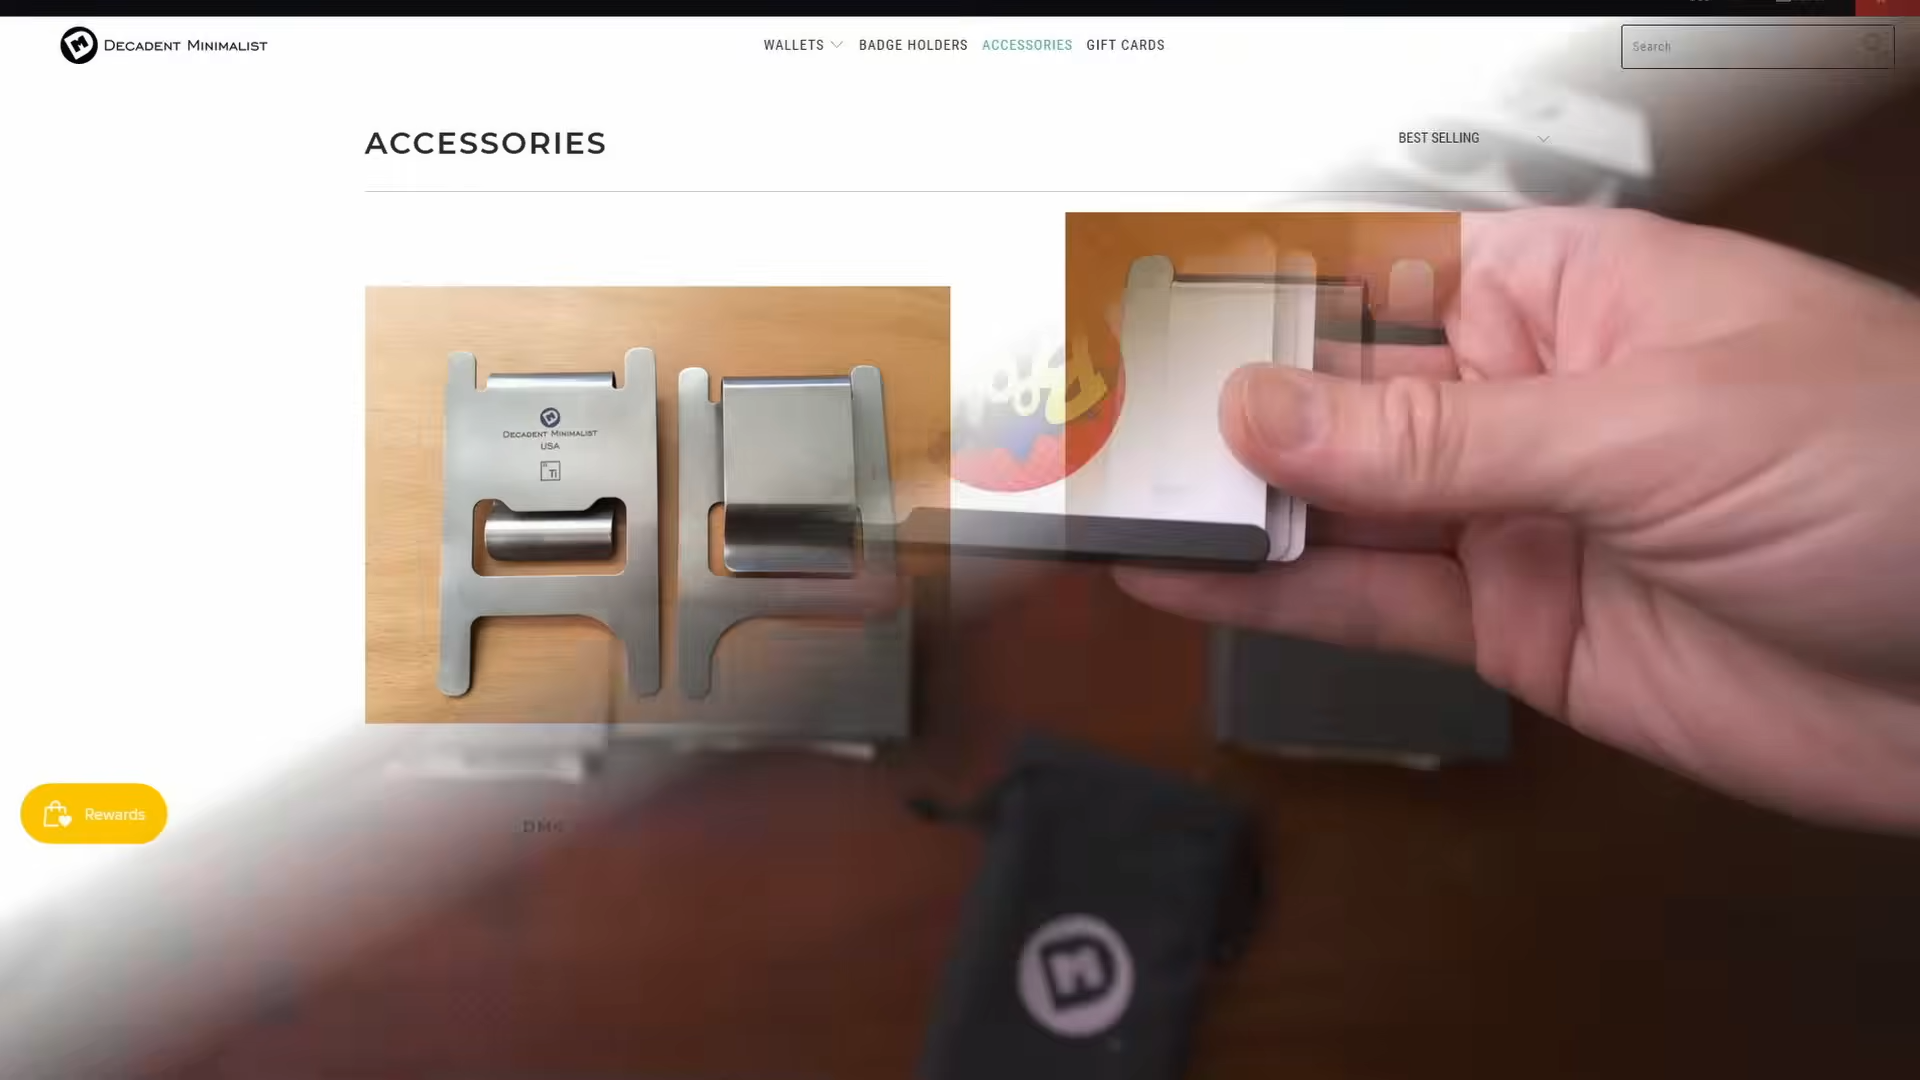 DECADENT MINIMALIST
WALLETS
BADGE HOLDERS
ACCESSORIES
GIFT CARDS
Search
ACCESSORIES
BEST SELLING
DECADENT MINIMALIST
USA
Ti
Rewards